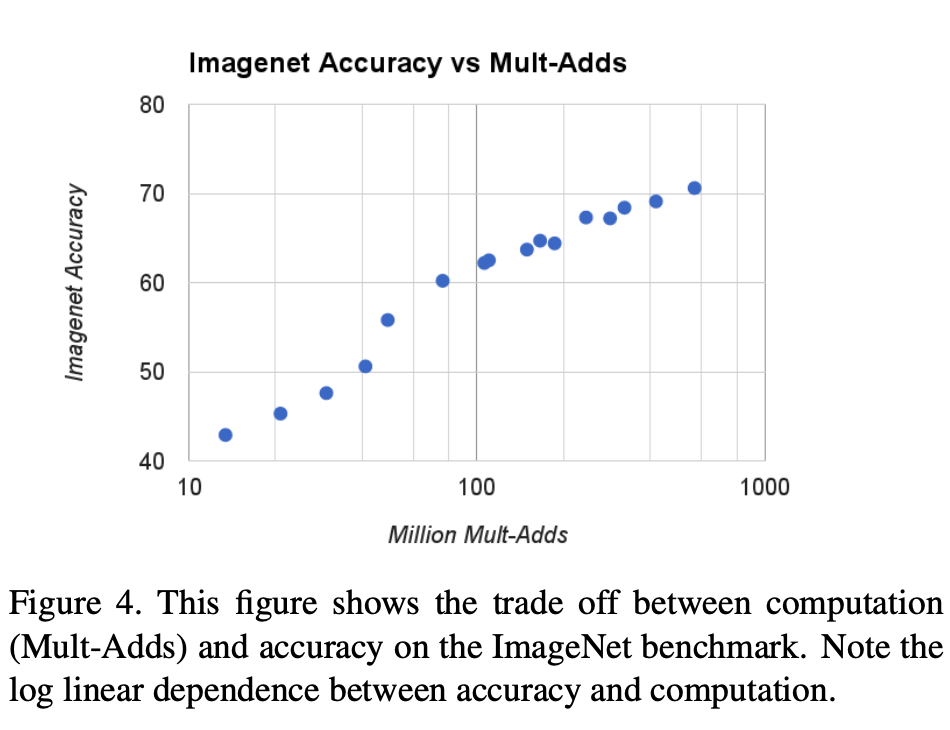 Imagenet Accuracy vs Mult-Adds
80
70
60
50
40
Imagenet Accuracy
10
100
1000
Million Mult-Adds
Figure 4. This figure shows the trade off between computation
(Mult-Adds) and accuracy on the ImageNet benchmark. Note the
log linear dependence between accuracy and computation.